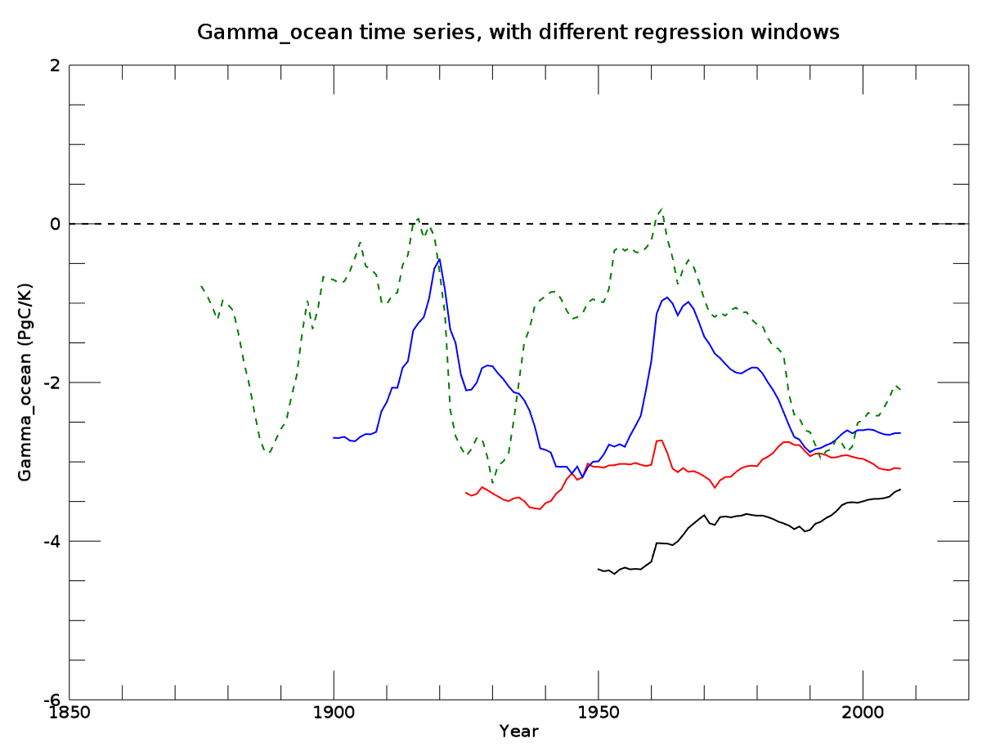 Gamma_ocean time series, with different regression windows
2
0
-2
-4
-6
Gamma_ocean (PgC/K)
1850 1900 1950 2000
Year